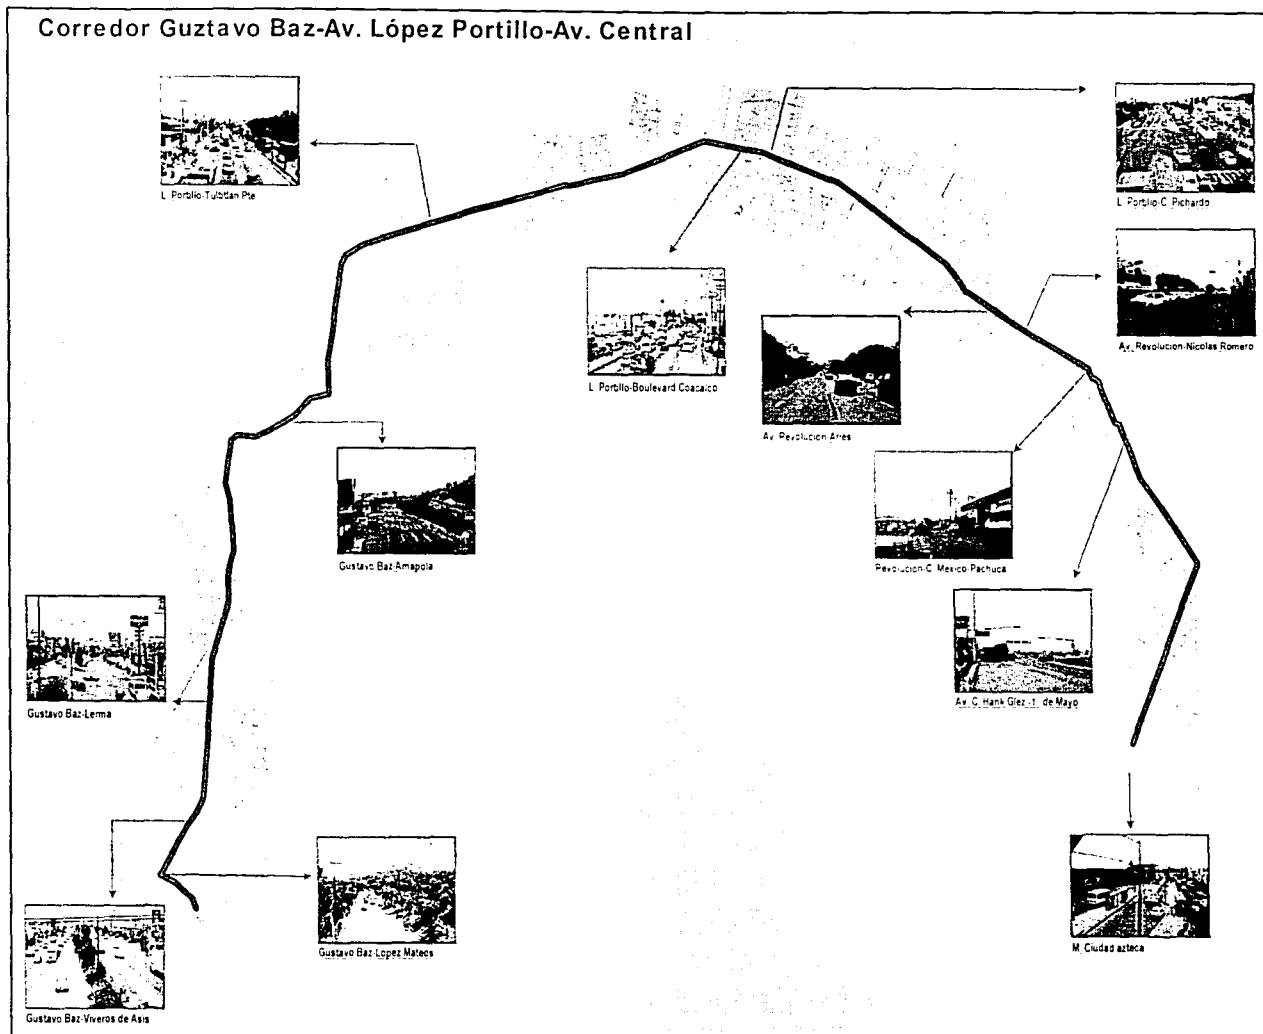 Corredor Guztavo Baz-Av. López Portillo-Av. Central
L. Portillo-Tultitlan Pte
L. Portillo-C. Pichardo
Av. Revolucion-Nicolas Romero
L. Portillo-Boulevard Coacalco
Av. Revolucion Arres
Revolucion-C. Mexico-Pachuca
Gustavo Baz-Amapola
Av. C. Hank Glez.-1. de Mayo
Gustavo Baz-Lerma
Gustavo Baz-Lopez Mateos
M. Ciudad azteca
Gustavo Baz-Viveros de Asis